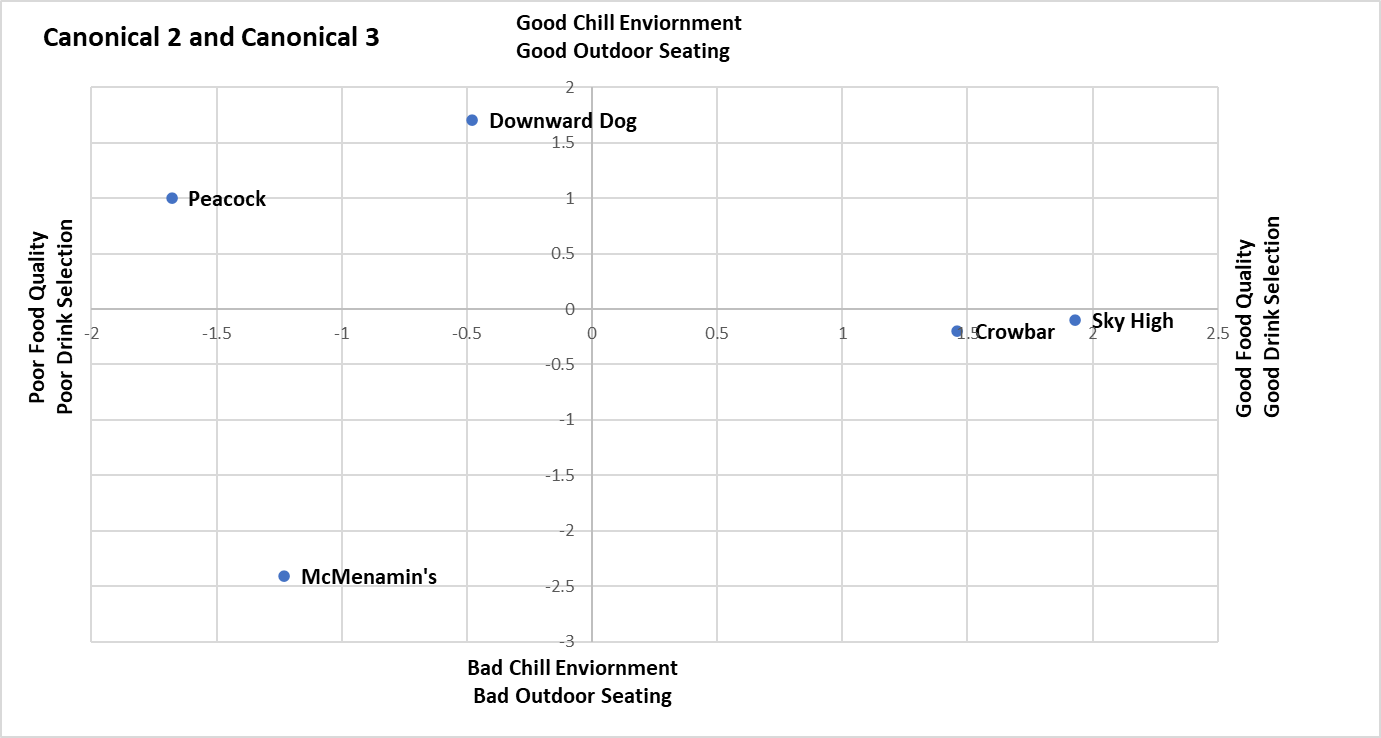 Canonical 2 and Canonical 3
Good Chill Enviornment
Good Outdoor Seating
2
Downward Dog
1.5
Peacock
1
0.5
0
-2
-1.5
-1
-0.5
0
0.5
1
1.5
2
2.5
Crowbar
Sky High
-0.5
-1
-1.5
-2
McMenamin's
-2.5
-3
Poor Food Quality
Poor Drink Selection
Good Food Quality
Good Drink Selection
Bad Chill Enviornment
Bad Outdoor Seating